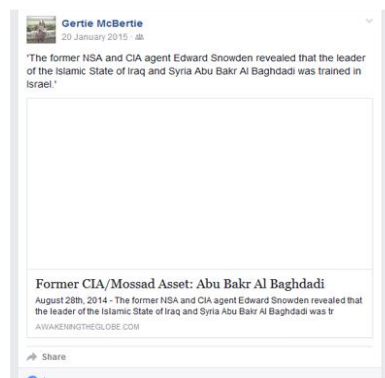 Gertie McBertie
20 January 2015 ·
'The former NSA and CIA agent Edward Snowden revealed that the leader
of the Islamic State of Iraq and Syria Abu Bakr Al Baghdadi was trained in
Israel.'
Former CIA/Mossad Asset: Abu Bakr Al Baghdadi
August 28th, 2014 - The former NSA and CIA agent Edward Snowden revealed that
the leader of the Islamic State of Iraq and Syria Abu Bakr Al Baghdadi was tr
AWAKENINGTHEGLOBE.COM
Share